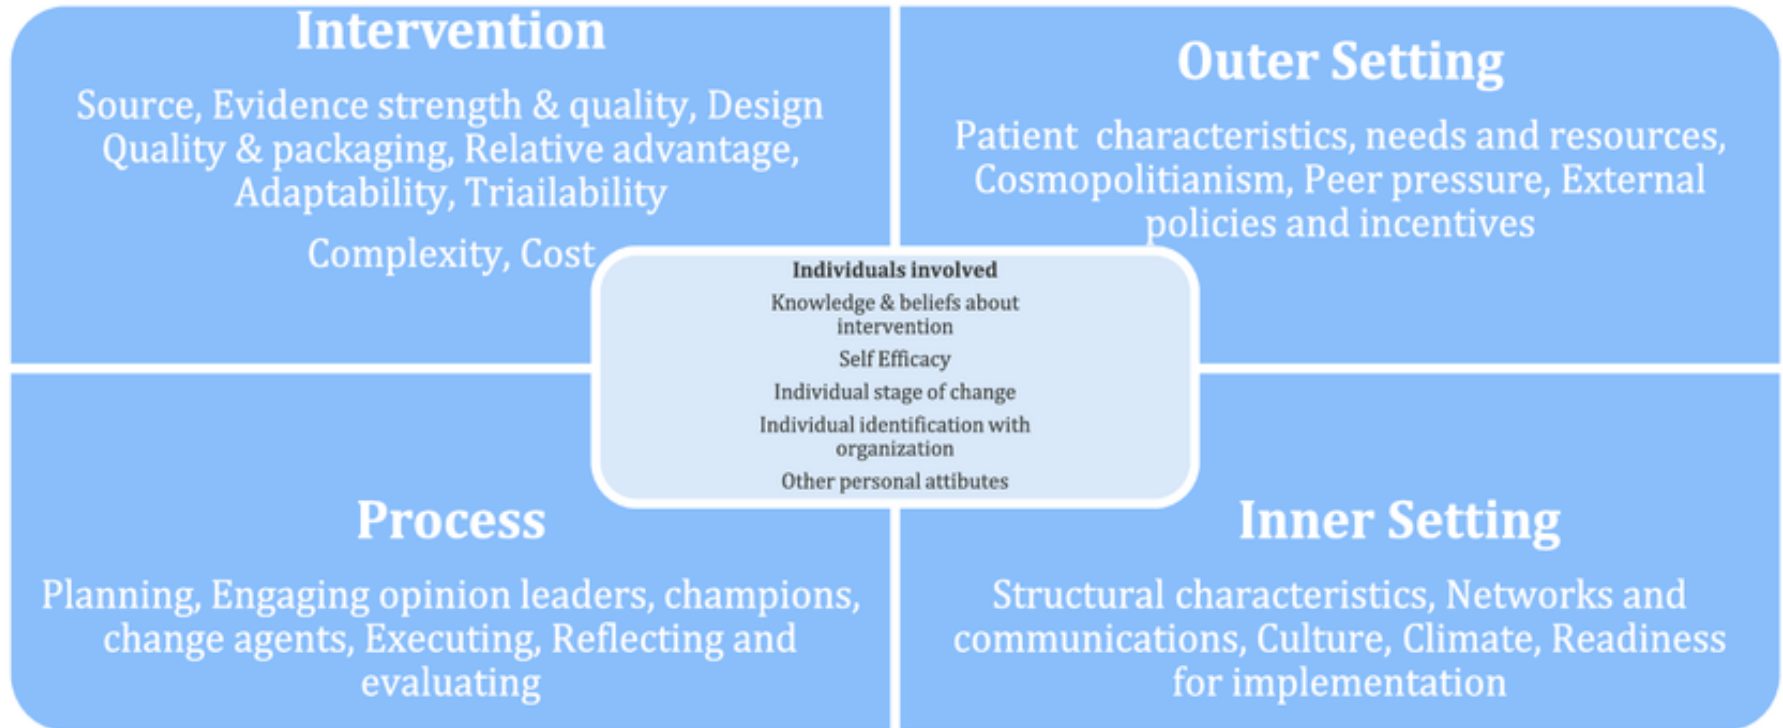 Intervention
Source, Evidence strength & quality, Design
Quality & packaging, Relative advantage,
Adaptability, Triailability
Complexity, Cost
Outer Setting
Patient characteristics, needs and resources,
Cosmopolitianism, Peer pressure, External
policies and incentives
Individuals involved
Knowledge & beliefs about
intervention
Self Efficacy
Individual stage of change
Individual identification with
organization
Other personal attibutes
Process
Planning, Engaging opinion leaders, champions,
change agents, Executing, Reflecting and
evaluating
Inner Setting
Structural characteristics, Networks and
communications, Culture, Climate, Readiness
for implementation